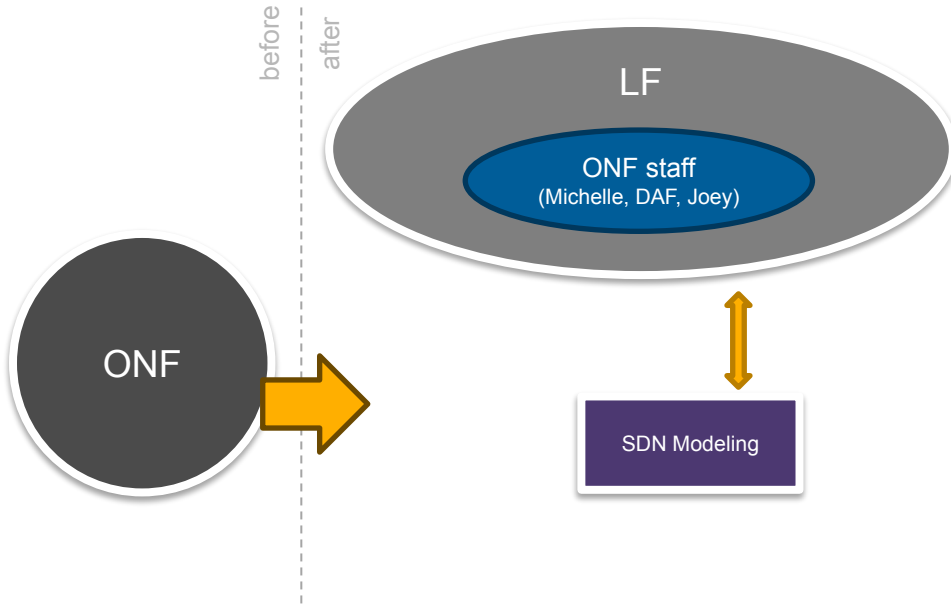 before
after
LF
ONF staff
(Michelle, DAF, Joey)
ONF
SDN Modeling